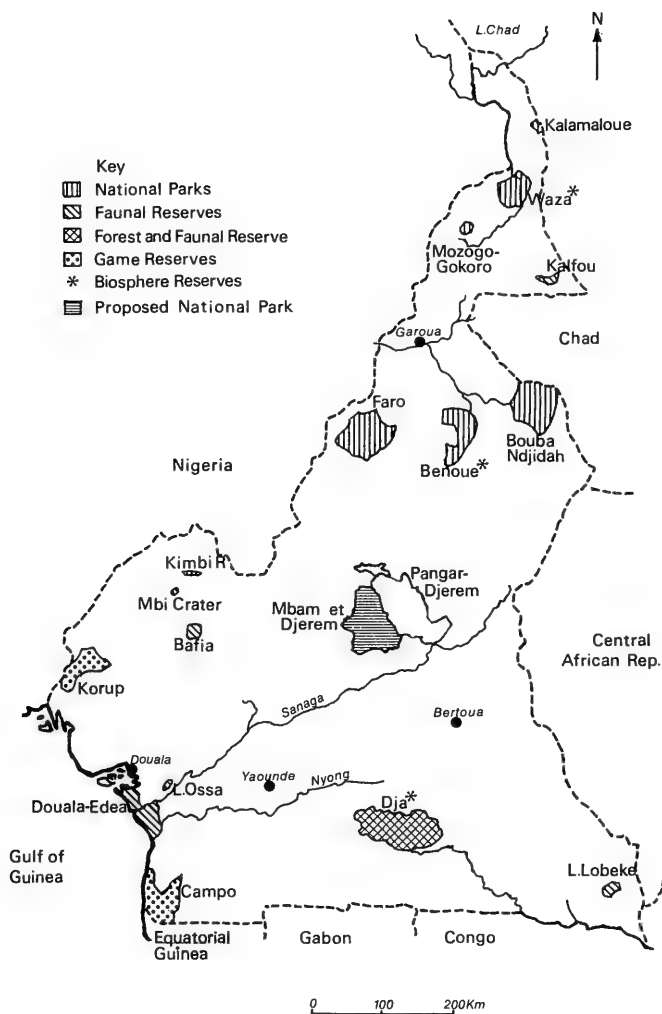 L.Chad
N
Kalamaloue
Key
National Parks
Faunal Reserves
Forest and Faunal Reserve
Game Reserves
* Biosphere Reserves
Proposed National Park
Waza*
Mozogo-
Gokoro
Kalfou
Garoua
Chad
Faro
Bouba
Ndjidah
Benoue*
Nigeria
Kimbi R
Mbi Crater
Bafia
Mbam et
Djerem
Pangar-
Djerem
Central
African Rep.
Korup
Sanaga
Bertoua
Douala
L.Ossa
Yaounde
Nyong
Douala-Edea
Dja*
Gulf of
Guinea
L.Lobeke
Campo
Equatorial
Guinea
Gabon
Congo
0 100 200Km